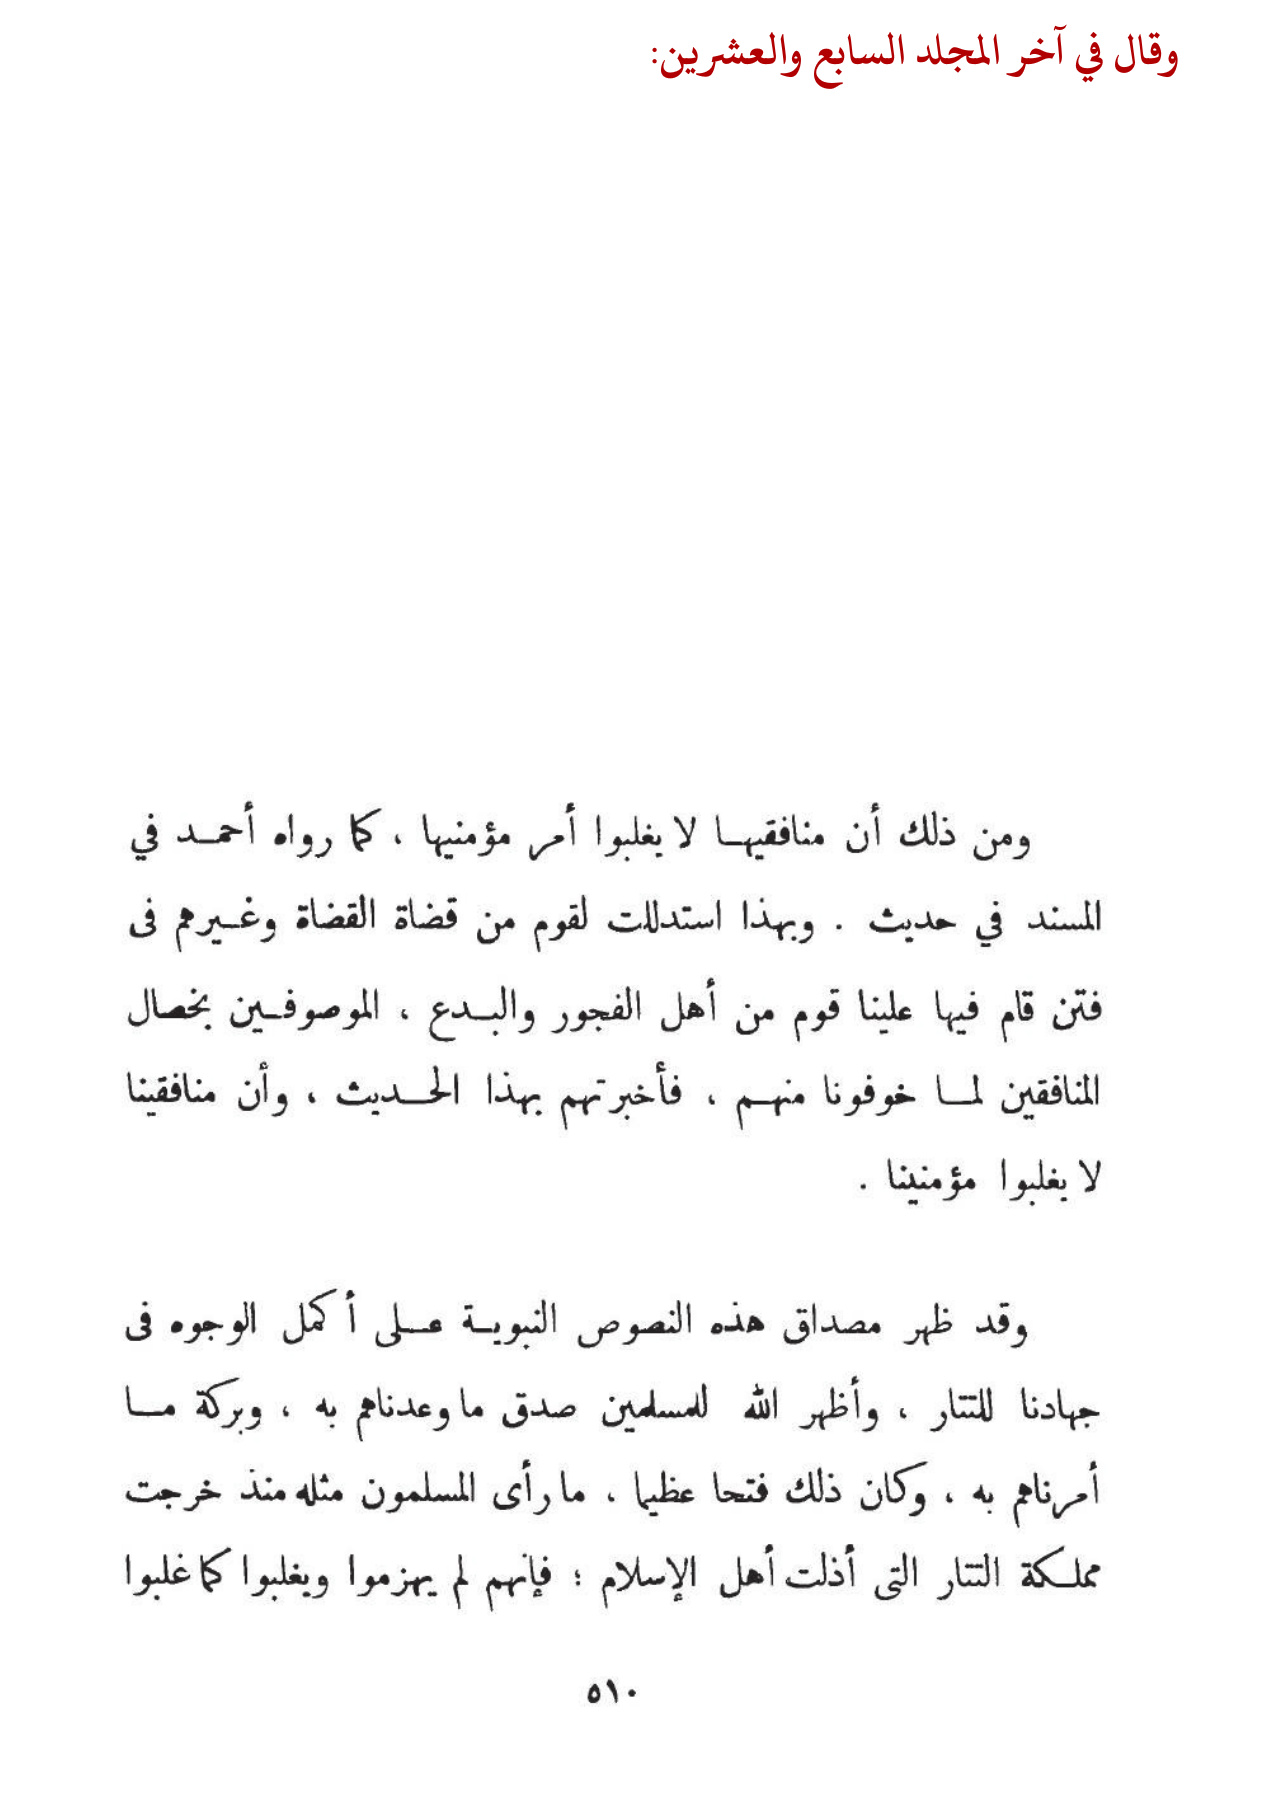 وقال في آخر المجلد السابع والعشرين:
ومن ذلك أن منافقيها لا يغلبوا أمر مؤمنيها ، كما رواه أحمد في
المسند في حديث . وبهذا استدللت لقوم من قضاة القضاة وغيرهم فى
فتن قام فيها علينا قوم من أهل الفجور والبدع ، الموصوفين بخصال
المنافقين لما خوفونا منهم ، فأخبرتهم بهذا الحديث ، وأن منافقينا
لا يغلبوا مؤمنينا .
وقد ظهر مصداق هذه النصوص النبوية على أكمل الوجوه فى
جهادنا للتتار ، وأظهر الله للمسلمين صدق ما وعدناهم به ، وبركة ما
أمرناهم به ، وكان ذلك فتحا عظيما ، ما رأى المسلمون مثله منذ خرجت
مملكة التتار التى أذلت أهل الإسلام ؛ فإنهم لم يهزموا ويغلبوا كما غلبوا
٥١٠